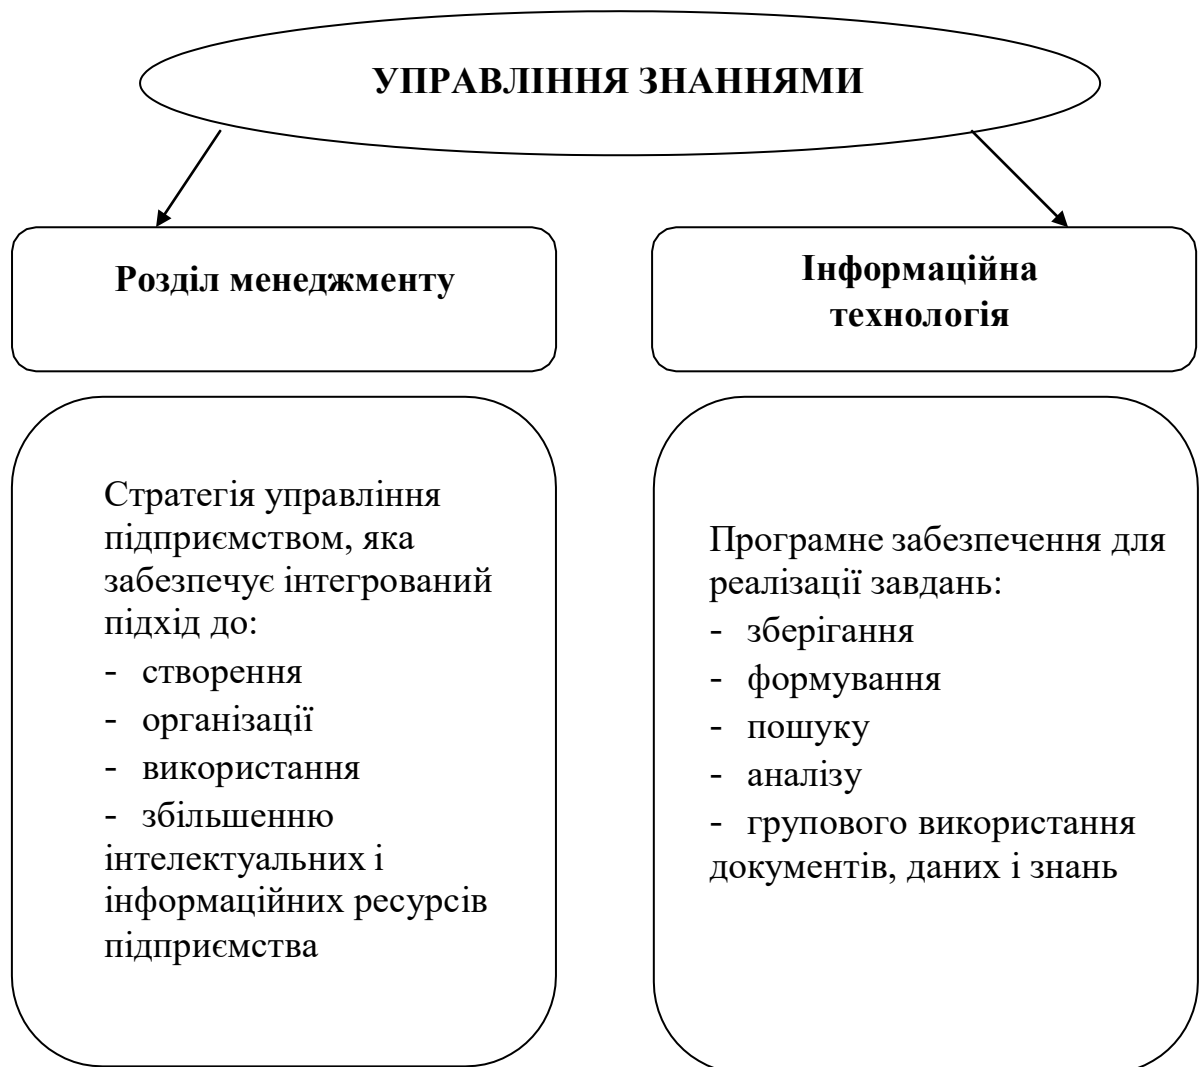 УПРАВЛІННЯ ЗНАННЯМИ
Розділ менеджменту
Інформаційна
технологія
Стратегія управління
підприємством, яка
забезпечує інтегрований
підхід до:
- створення
- організації
- використання
- збільшенню
інтелектуальних і
інформаційних ресурсів
підприємства
Програмне забезпечення для
реалізації завдань:
- зберігання
- формування
- пошуку
- аналізу
- групового використання
документів, даних і знань